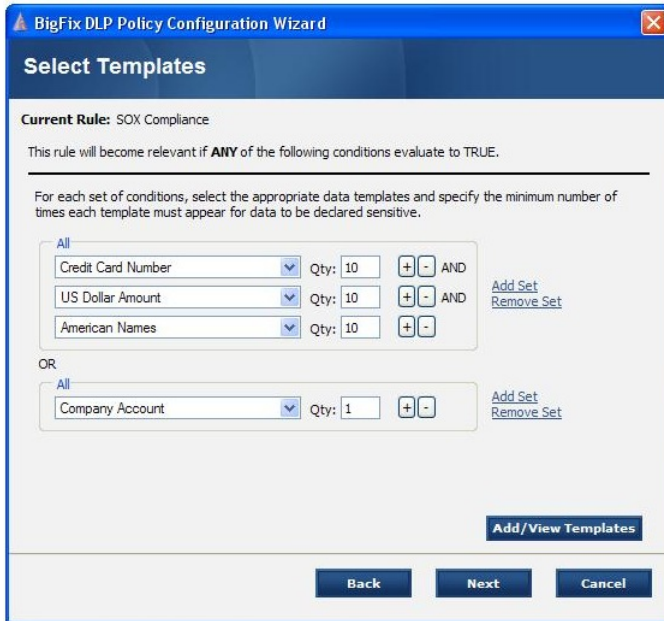 BigFix DLP Policy Configuration Wizard
Select Templates
Current Rule: SOX Compliance
This rule will become relevant if ANY of the following conditions evaluate to TRUE.
For each set of conditions, select the appropriate data templates and specify the minimum number of
times each template must appear for data to be declared sensitive.
All
Credit Card Number Qty: 10 + - AND
US Dollar Amount Qty: 10 + - AND
American Names Qty: 10 + -
Add Set
Remove Set
OR
All
Company Account Qty: 1 + -
Add Set
Remove Set
Add/View Templates
Back Next Cancel